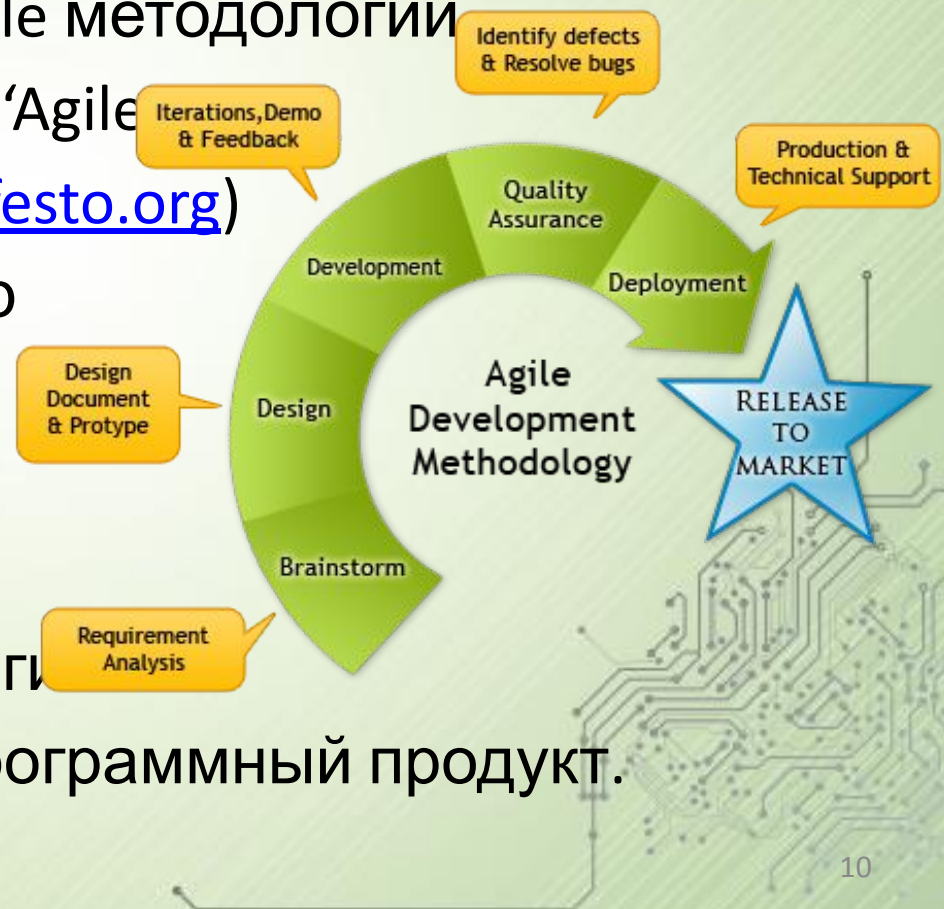 le методологии
Identify defects
& Resolve bugs
‘Agile
Iterations,Demo
& Feedback
Production &
Technical Support
festo.org)
Quality
Assurance
Development
Deployment
Design
Document
& Protype
Design
Agile
Development
Methodology
RELEASE
TO
MARKET
Brainstorm
Requirement
Analysis
ги
рограммный продукт.
10